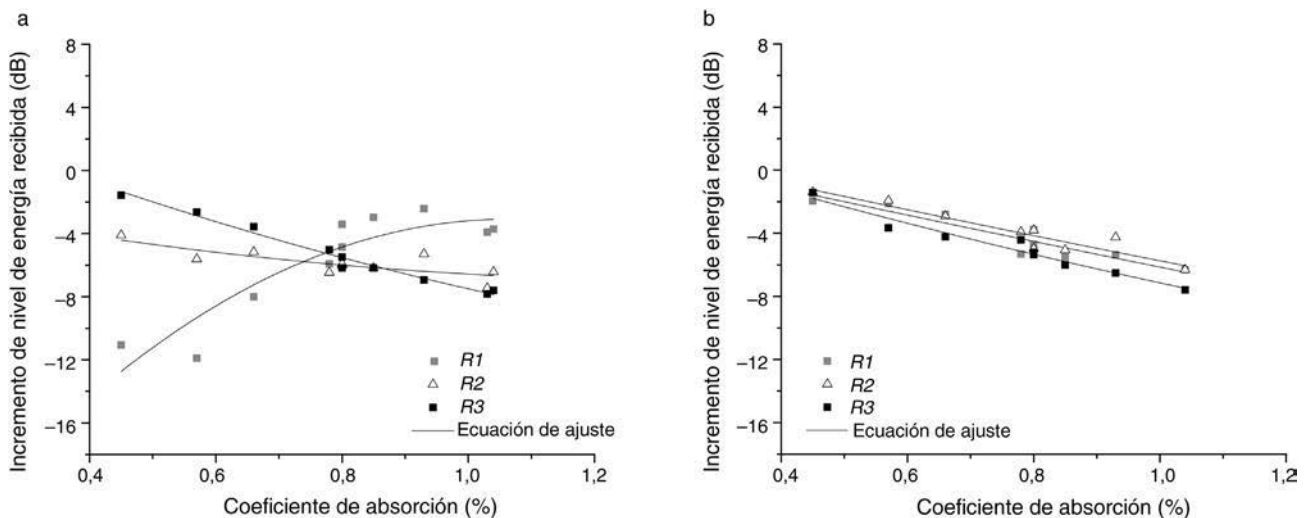 a
Incremento de nivel de energía recibida (dB)
8
4
0
−4
−8
−12
−16
R1
R2
R3
Ecuación de ajuste
0,4
0,6
0,8
1,0
1,2
Coeficiente de absorción (%)
b
Incremento de nivel de energía recibida (dB)
8
4
0
−4
−8
−12
−16
R1
R2
R3
Ecuación de ajuste
0,4
0,6
0,8
1,0
1,2
Coeficiente de absorción (%)